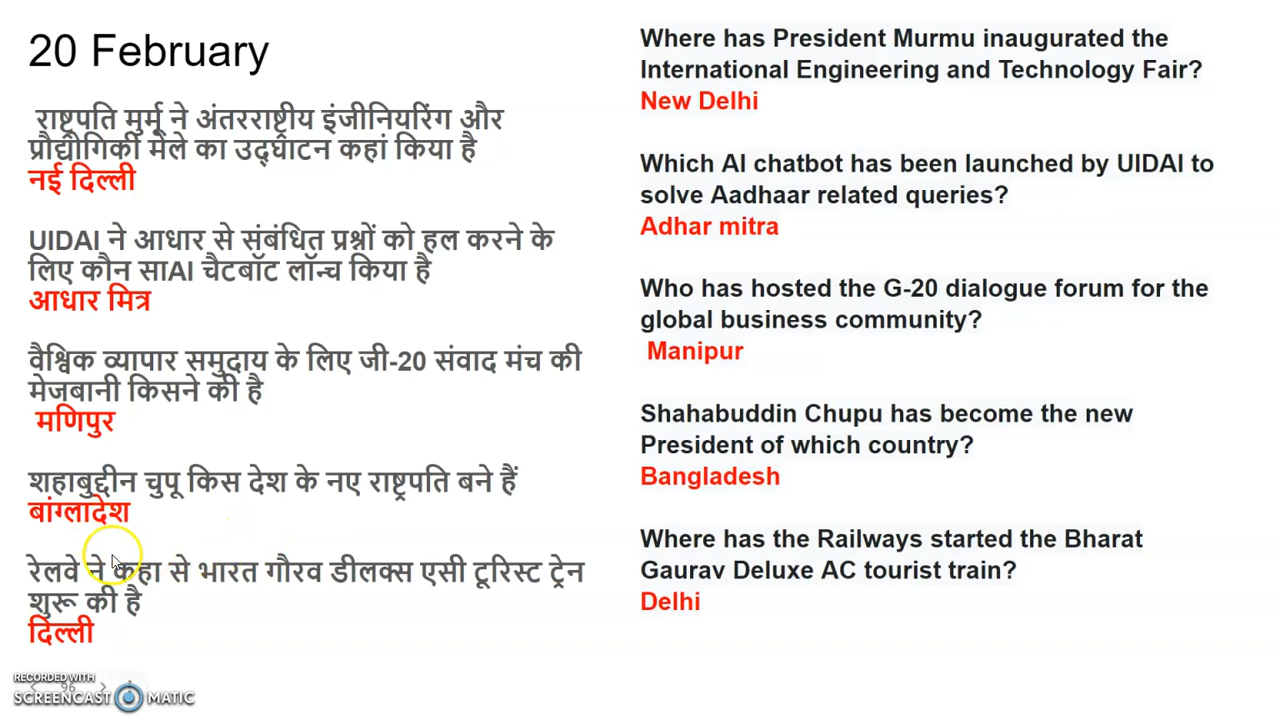 20 February
राष्ट्रपति मुर्मू ने अंतरराष्ट्रीय इंजीनियरिंग और
प्रौद्योगिकी मेले का उद्घाटन कहां किया है
नई दिल्ली
UIDAI ने आधार से संबंधित प्रश्नों को हल करने के
लिए कौन साAI चैटबॉट लॉन्च किया है
आधार मित्र
वैश्विक व्यापार समुदाय के लिए जी-20 संवाद मंच की
मेजबानी किसने की है
मणिपुर
शहाबुद्दीन चुपू किस देश के नए राष्ट्रपति बने हैं
बांग्लादेश
रेलवे ने कहा से भारत गौरव डीलक्स एसी टूरिस्ट ट्रेन
शुरू की है
दिल्ली
Where has President Murmu inaugurated the
International Engineering and Technology Fair?
New Delhi
Which AI chatbot has been launched by UIDAI to
solve Aadhaar related queries?
Adhar mitra
Who has hosted the G-20 dialogue forum for the
global business community?
Manipur
Shahabuddin Chupu has become the new
President of which country?
Bangladesh
Where has the Railways started the Bharat
Gaurav Deluxe AC tourist train?
Delhi
RECORDED WITH
96
SCREENCAST MATIC